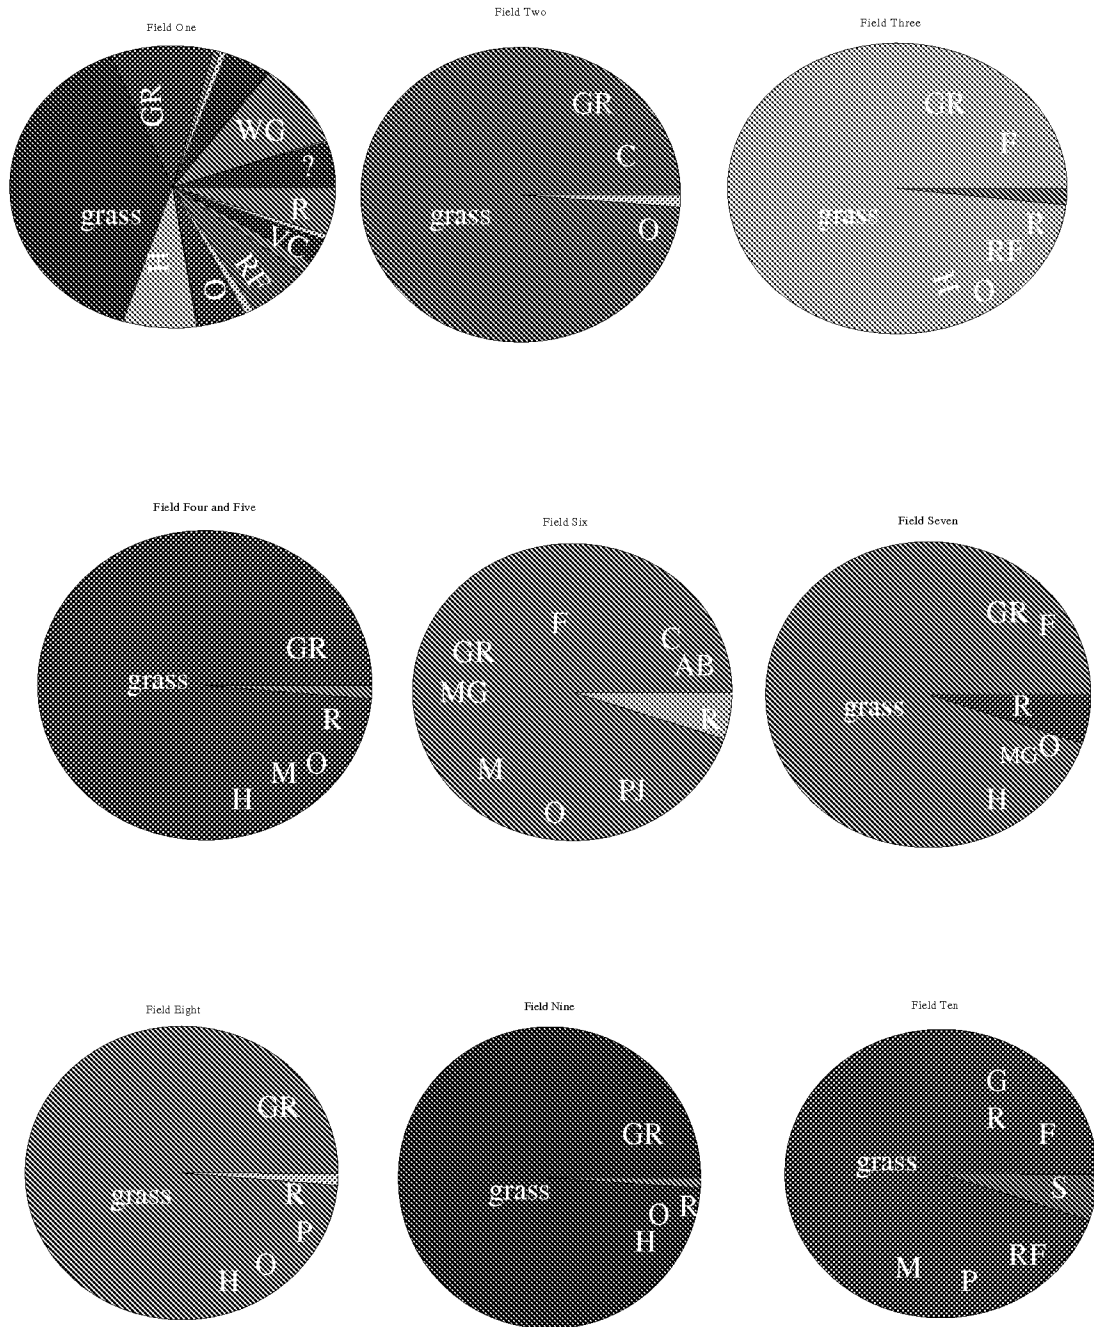 Field One
GR
WG
?
grass
R
VC
RF
O
H
Field Two
GR
C
grass
O
Field Three
GR
F
grass
R
RF
O
H
Field Four and Five
GR
grass
R
M O
H
Field Six
F
C
GR
AB
MG
R
M
PI
O
Field Seven
GR F
grass R
MG O
H
Field Eight
GR
grass R
P
O
H
Field Nine
GR
grass
R
O
H
Field Ten
G
R F
grass
S
RF
M P